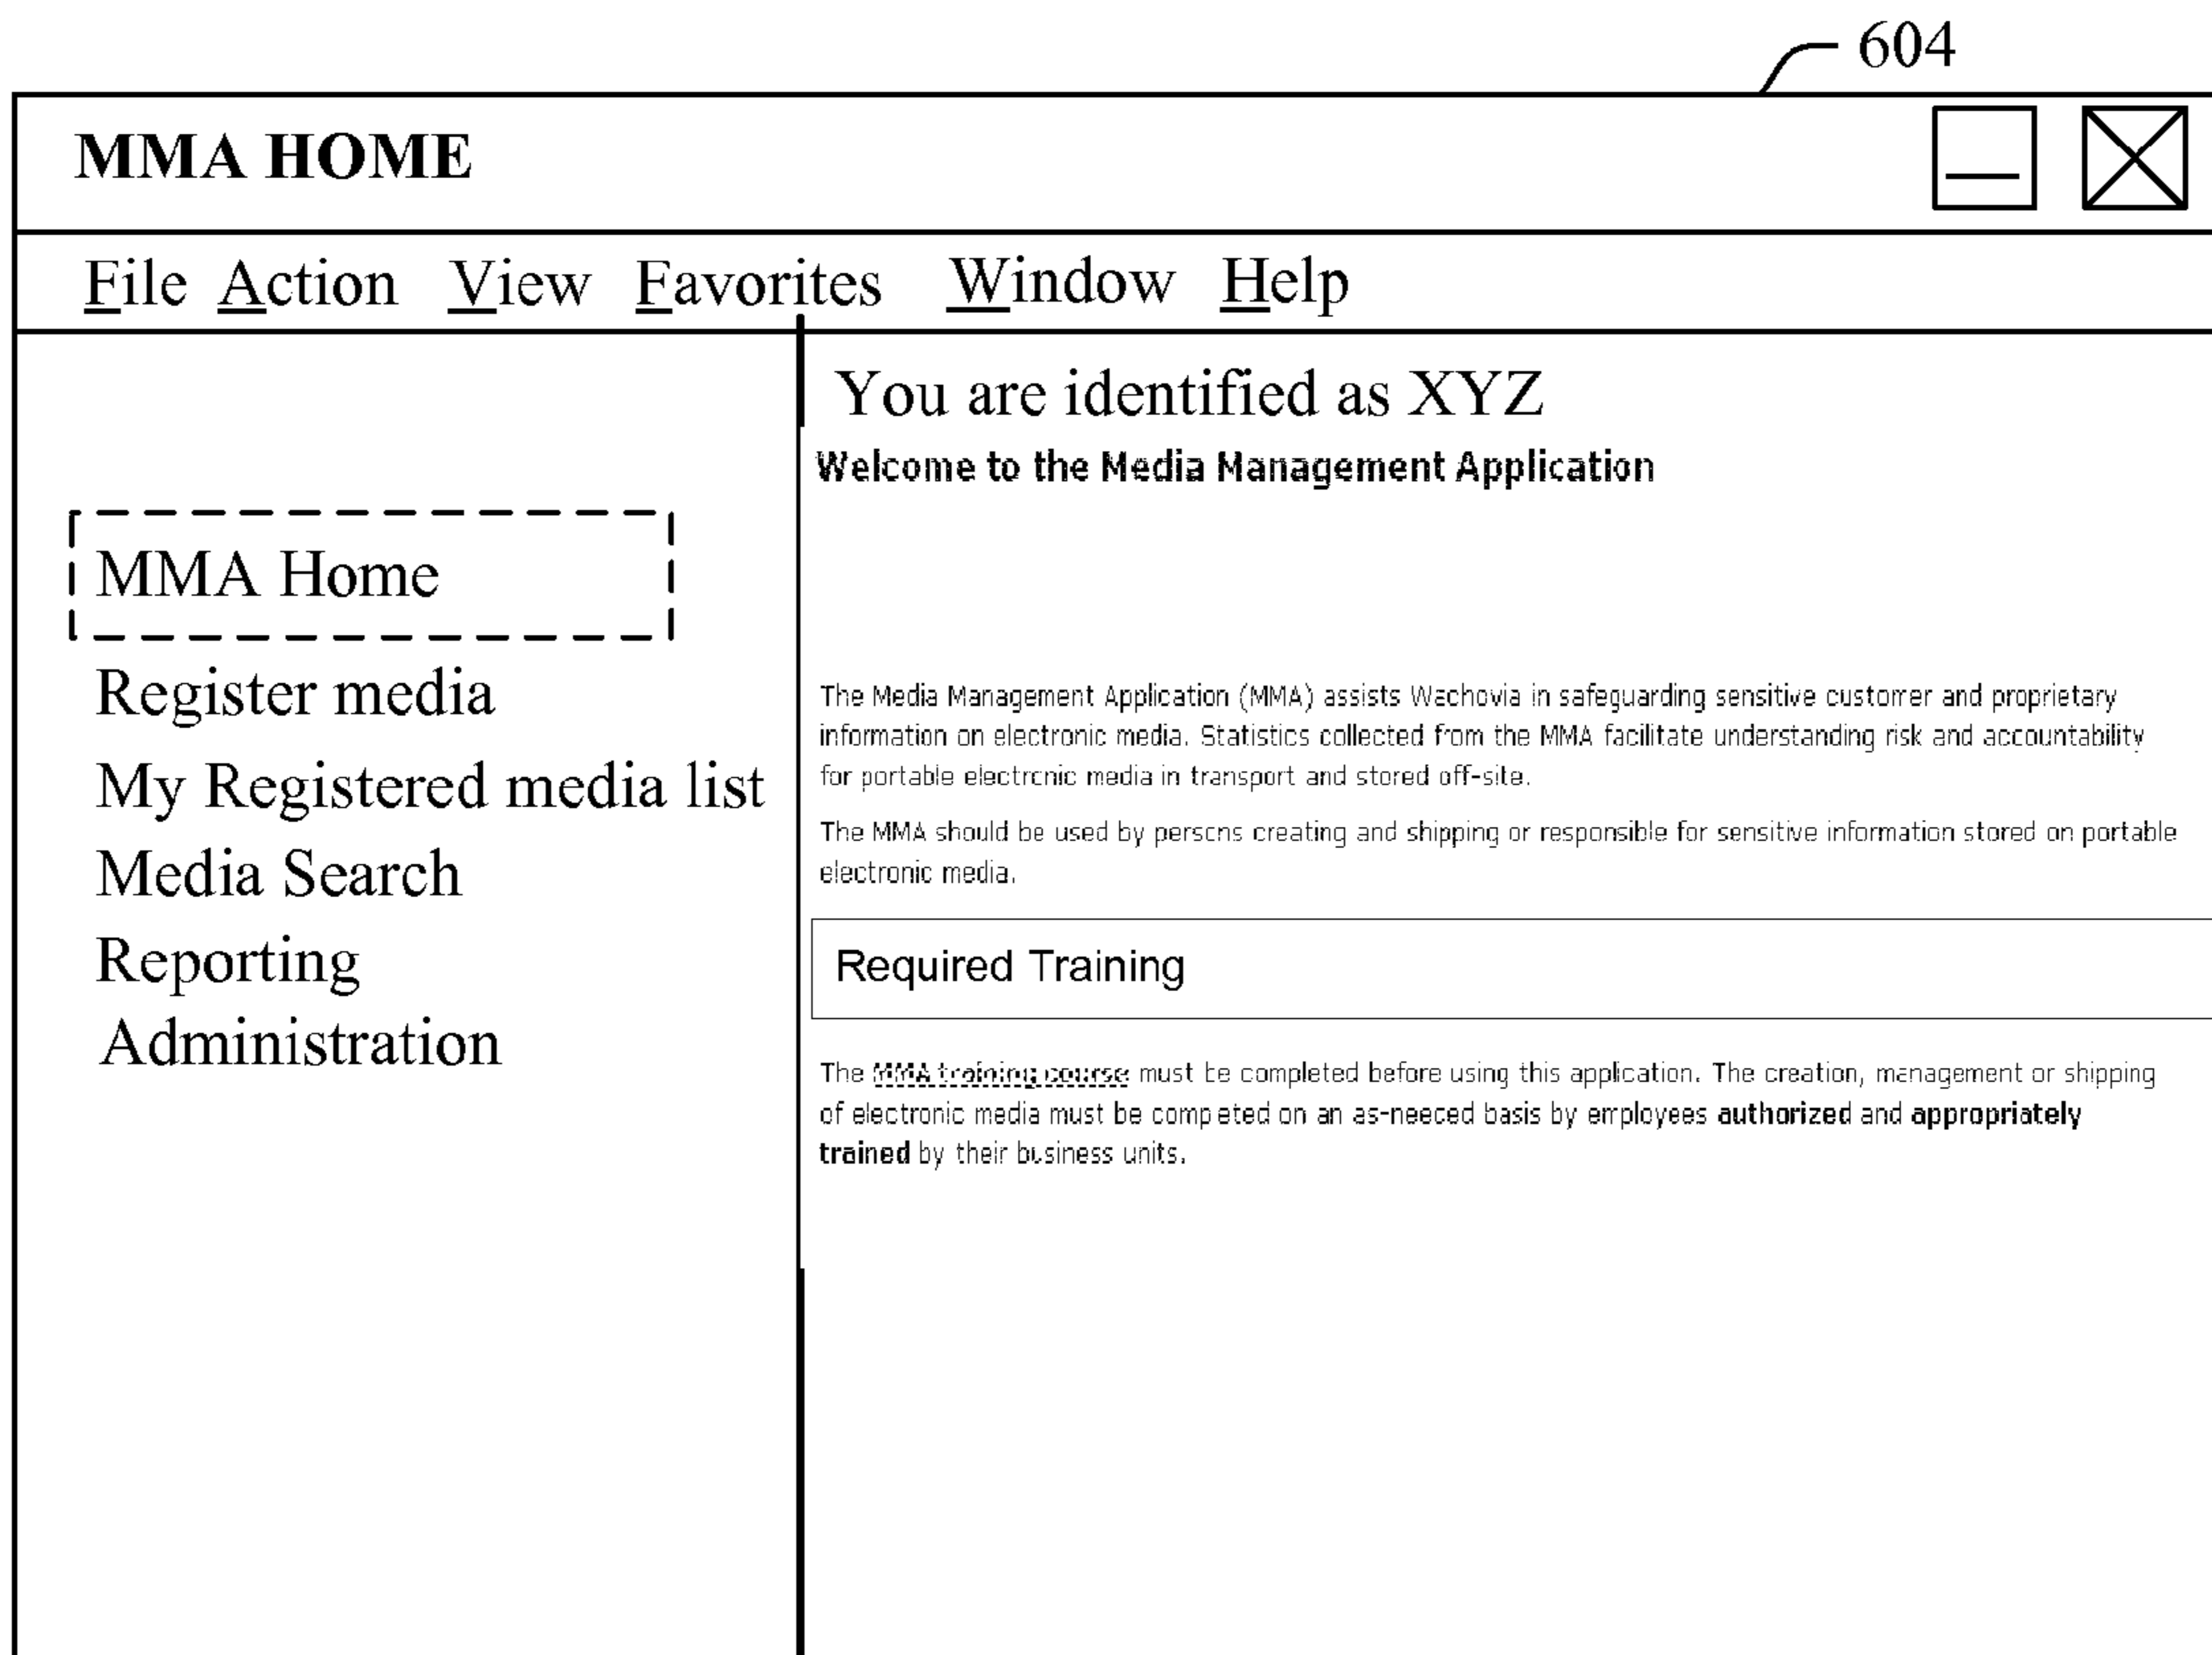 604
MMA HOME
File Action View Favorites Window Help
You are identified as XYZ
Welcome to the Media Management Application
MMA Home
Register media
My Registered media list
Media Search
Reporting
Administration
The Media Management Application (MMA) assists Wachovia in safeguarding sensitive customer and proprietary
information on electronic media. Statistics collected from the MMA facilitate understanding risk and accountability
for portable electronic media in transport and stored off-site.
The MMA should be used by persons creating and shipping or responsible for sensitive information stored on portable
electronic media.
Required Training
The MMA training course must be completed before using this application. The creation, management or shipping
of electronic media must be completed on an as-needed basis by employees authorized and appropriately
trained by their business units.